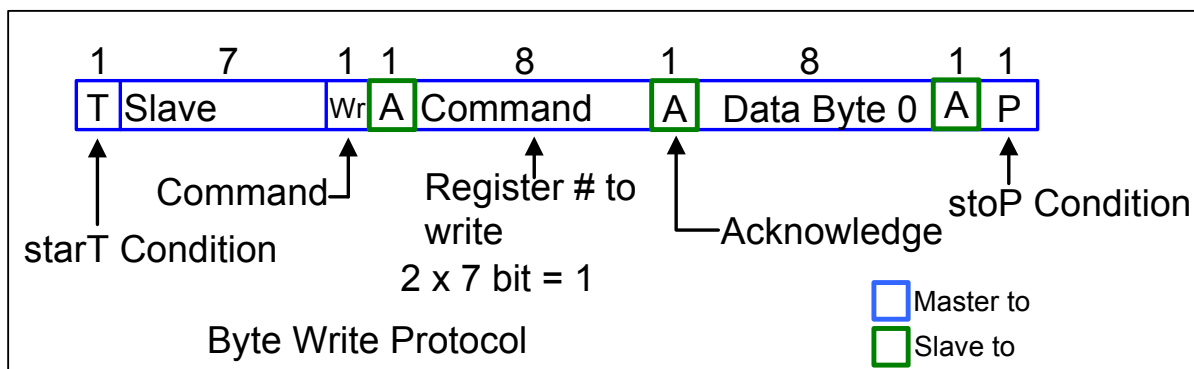 1 7 1 1 8 1 8 1 1
T Slave Wr A Command A Data Byte 0 A P
Command
Register # to
write
2 x 7 bit = 1
Acknowledge
stoP Condition
starT Condition
Byte Write Protocol
Master to
Slave to